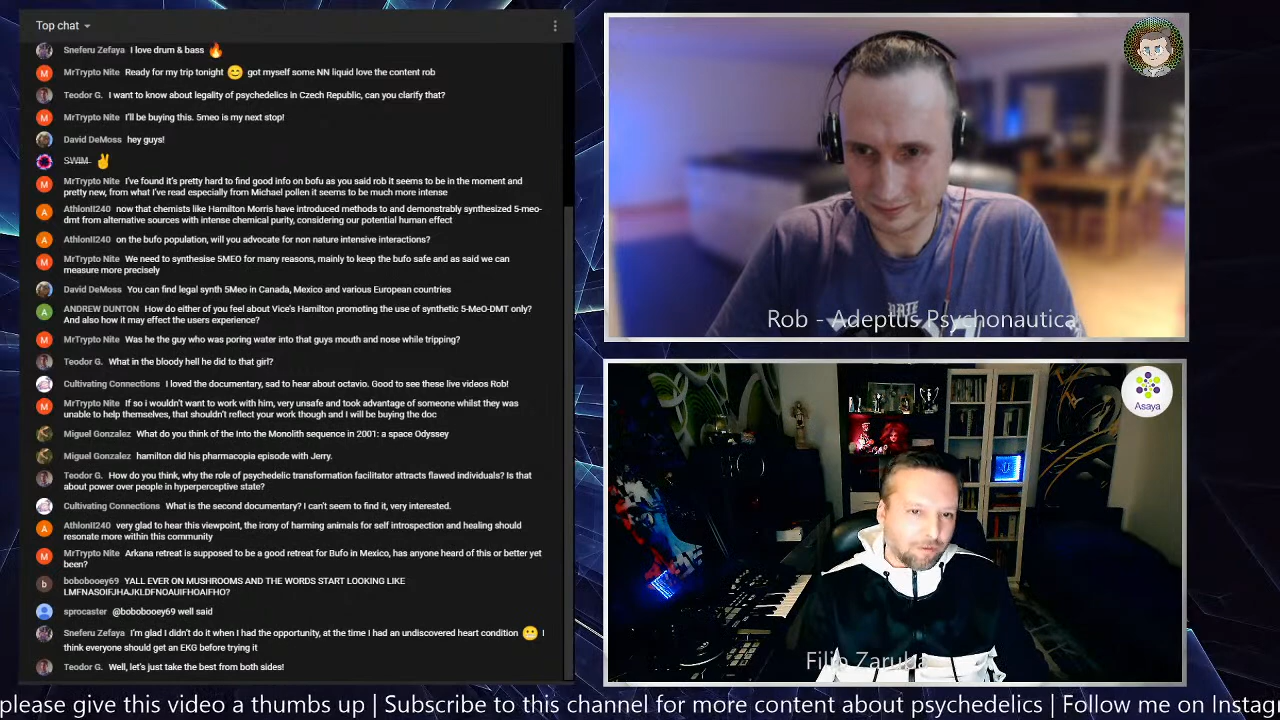 Top chat
Sneferu Zefaya I love drum & bass 🔥
M MrTrypto Nite Ready for my trip tonight 😊 got myself some NN liquid love the content rob
Teodor G. I want to know about legality of psychedelics in Czech Republic, can you clarify that?
M MrTrypto Nite I'll be buying this. 5meo is my next stop!
David DeMoss hey guys!
SWIM ✌
M MrTrypto Nite I've found it's pretty hard to find good info on bofu as you said rob it seems to be in the moment and
pretty new, from what I've read especially from Michael pollen it seems to be much more intense
A AthlonII240 now that chemists like Hamilton Morris have introduced methods to and demonstrably synthesized 5-meo-
dmt from alternative sources with intense chemical purity, considering our potential human effect
A AthlonII240 on the bufo population, will you advocate for non nature intensive interactions?
M MrTrypto Nite We need to synthesise 5MEO for many reasons, mainly to keep the bufo safe and as said we can
measure more precisely
David DeMoss You can find legal synth 5Meo in Canada, Mexico and various European countries
A ANDREW DUNTON How do either of you feel about Vice's Hamilton promoting the use of synthetic 5-MeO-DMT only?
And also how it may effect the users experience?
M MrTrypto Nite Was he the guy who was poring water into that guys mouth and nose while tripping?
Teodor G. What in the bloody hell he did to that girl?
Cultivating Connections I loved the documentary, sad to hear about octavio. Good to see these live videos Rob!
M MrTrypto Nite If so i wouldn't want to work with him, very unsafe and took advantage of someone whilst they was
unable to help themselves, that shouldn't reflect your work though and I will be buying the doc
Miguel Gonzalez What do you think of the Into the Monolith sequence in 2001: a space Odyssey
Miguel Gonzalez hamilton did his pharmacopia episode with Jerry.
Teodor G. How do you think, why the role of psychedelic transformation facilitator attracts flawed individuals? Is that
about power over people in hyperperceptive state?
Cultivating Connections What is the second documentary? I can't seem to find it, very interested.
A AthlonII240 very glad to hear this viewpoint, the irony of harming animals for self introspection and healing should
resonate more within this community
M MrTrypto Nite Arkana retreat is supposed to be a good retreat for Bufo in Mexico, has anyone heard of this or better yet
been?
b bobobooey69 YALL EVER ON MUSHROOMS AND THE WORDS START LOOKING LIKE
LMFNASOIFJHAJKLDFNOAUIFHOAIFHO?
sprocaster @bobobooey69 well said
Sneferu Zefaya I'm glad I didn't do it when I had the opportunity, at the time I had an undiscovered heart condition 😬 I
think everyone should get an EKG before trying it
Teodor G. Well, let's just take the best from both sides!
Rob - Adeptus Psychonautica
Asaya
Filip Zaruba
please give this video a thumbs up | Subscribe to this channel for more content about psychedelics | Follow me on Instag